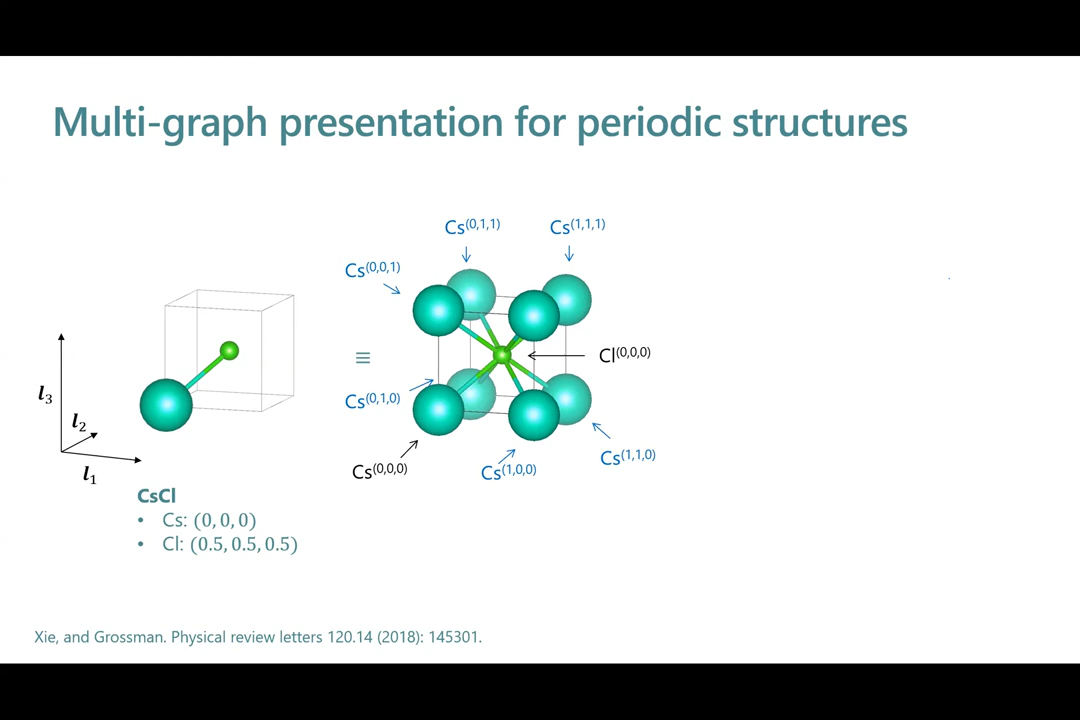 Multi-graph presentation for periodic structures
Cs(0,1,1)
Cs(1,1,1)
Cs(0,0,1)
≡
Cl(0,0,0)
l3
Cs(0,1,0)
l2
Cs(1,1,0)
l1
Cs(0,0,0)
Cs(1,0,0)
CsCl
• Cs: (0, 0, 0)
• Cl: (0.5, 0.5, 0.5)
Xie, and Grossman. Physical review letters 120.14 (2018): 145301.